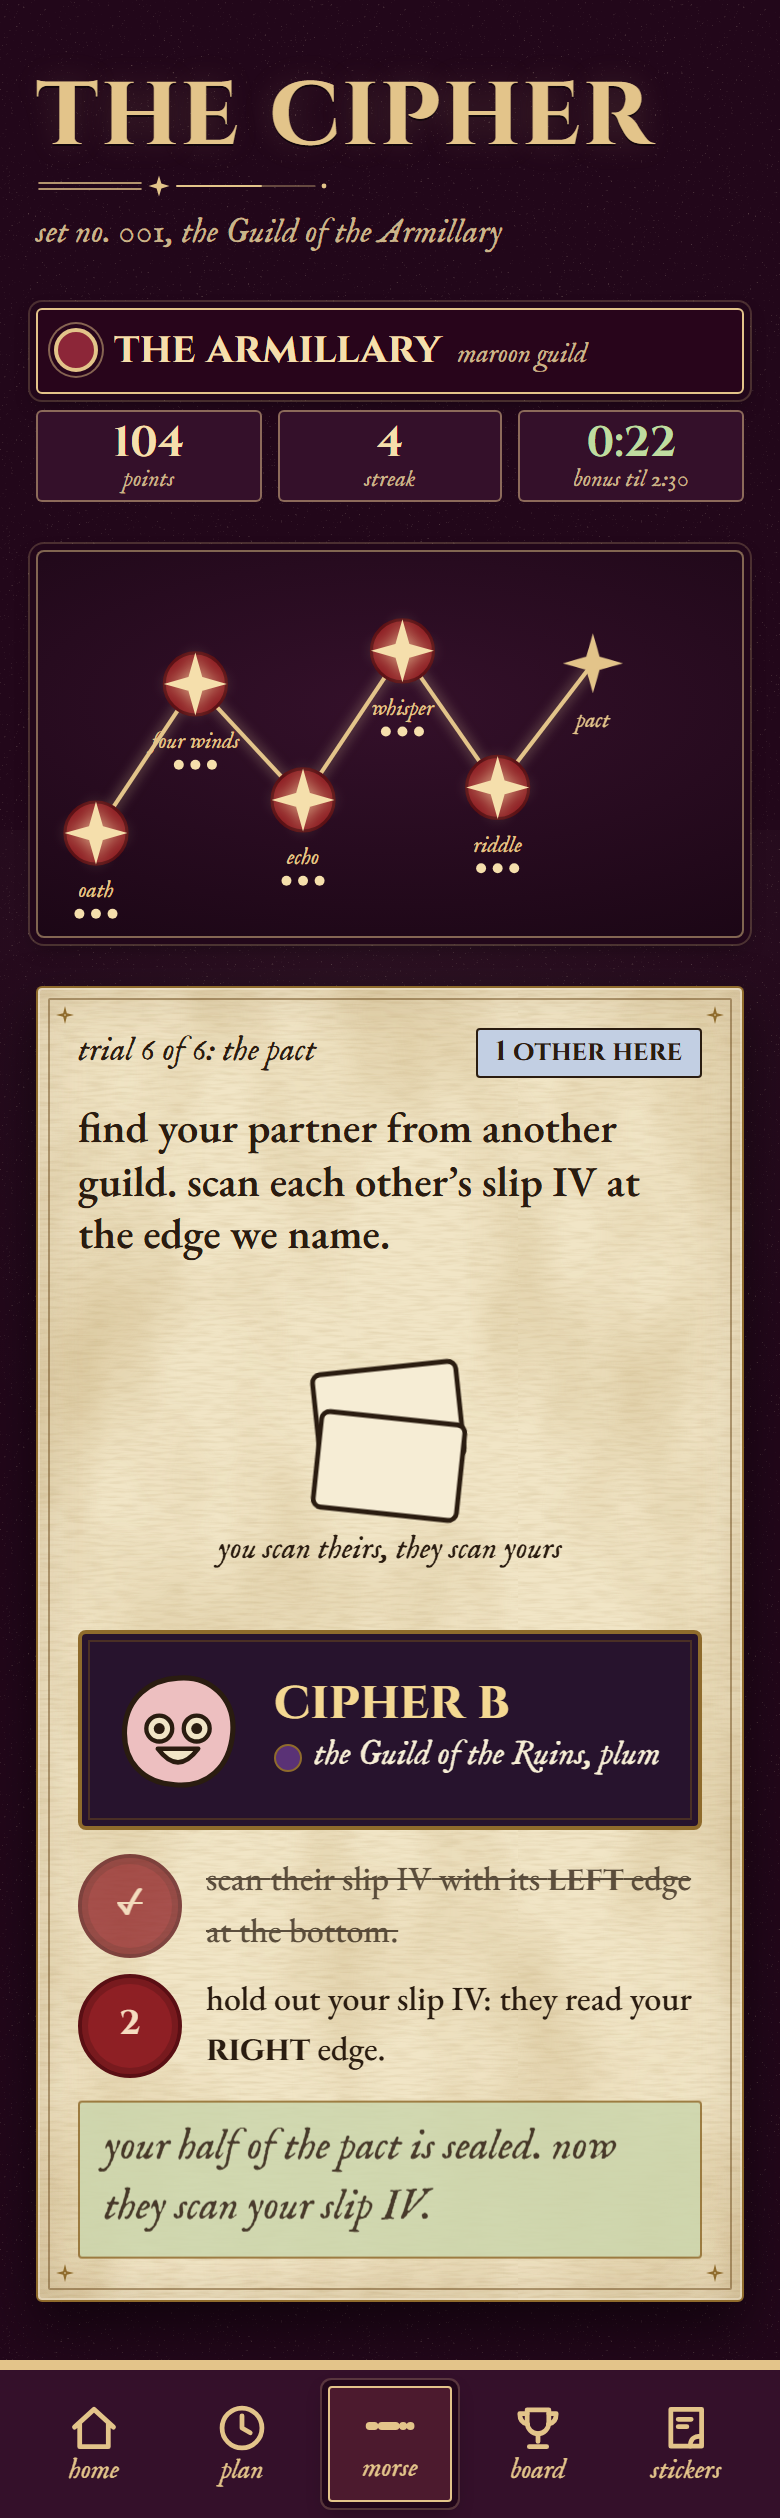 THE CIPHER
set no. 001, the Guild of the Armillary
THE ARMILLARY maroon guild
104
points
4
streak
0:22
bonus til 2:30
whisper
pact
four winds
riddle
echo
oath
trial 6 of 6: the pact
1 OTHER HERE
find your partner from another
guild. scan each other’s slip IV at
the edge we name.
you scan theirs, they scan yours
CIPHER B
the Guild of the Ruins, plum
✓
scan their slip IV with its LEFT edge
at the bottom.
2
hold out your slip IV: they read your
RIGHT edge.
your half of the pact is sealed. now
they scan your slip IV.
home
plan
morse
board
stickers